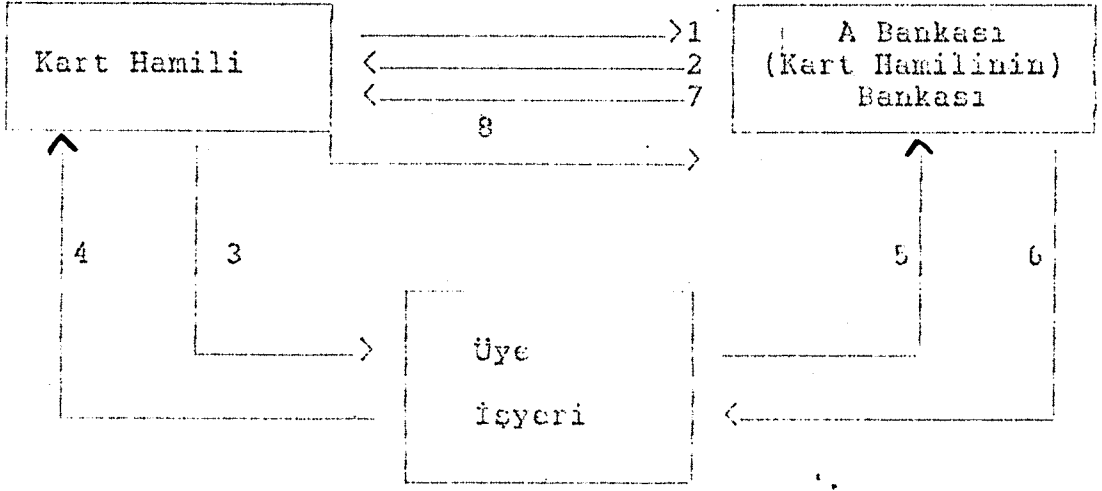 Kart Hamili
1
2
7
8
A Bankası
(Kart Hamilinin)
Bankası
4
3
5
6
Üye
İşyeri